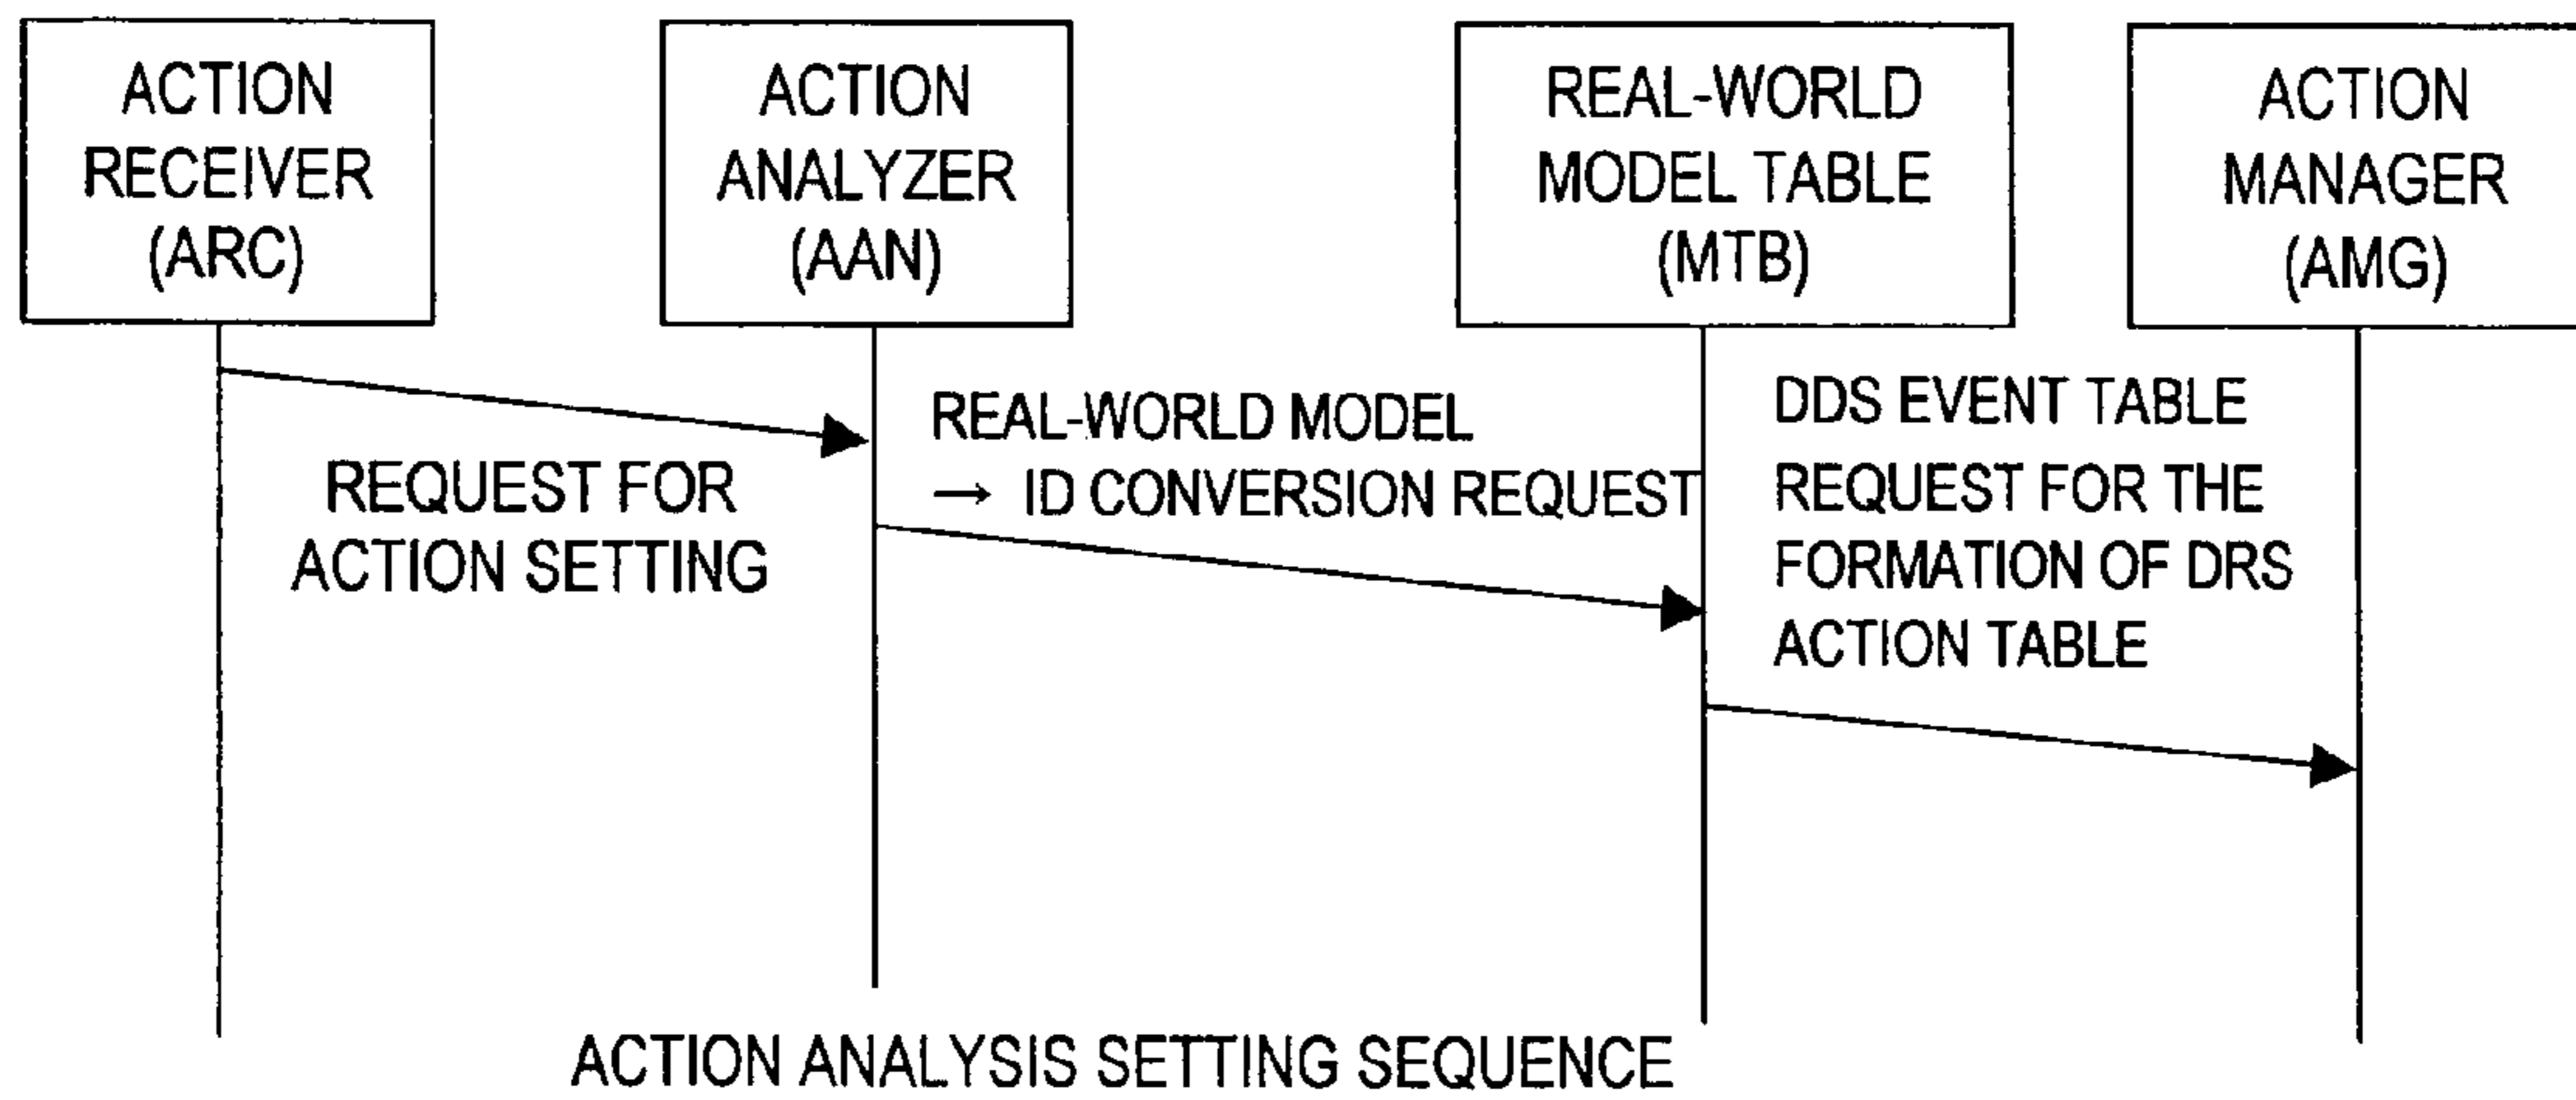 ACTION
RECEIVER
(ARC)
ACTION
ANALYZER
(AAN)
REAL-WORLD
MODEL TABLE
(MTB)
ACTION
MANAGER
(AMG)
REQUEST FOR
ACTION SETTING
REAL-WORLD MODEL
→ ID CONVERSION REQUEST
DDS EVENT TABLE
REQUEST FOR THE
FORMATION OF DRS
ACTION TABLE
ACTION ANALYSIS SETTING SEQUENCE